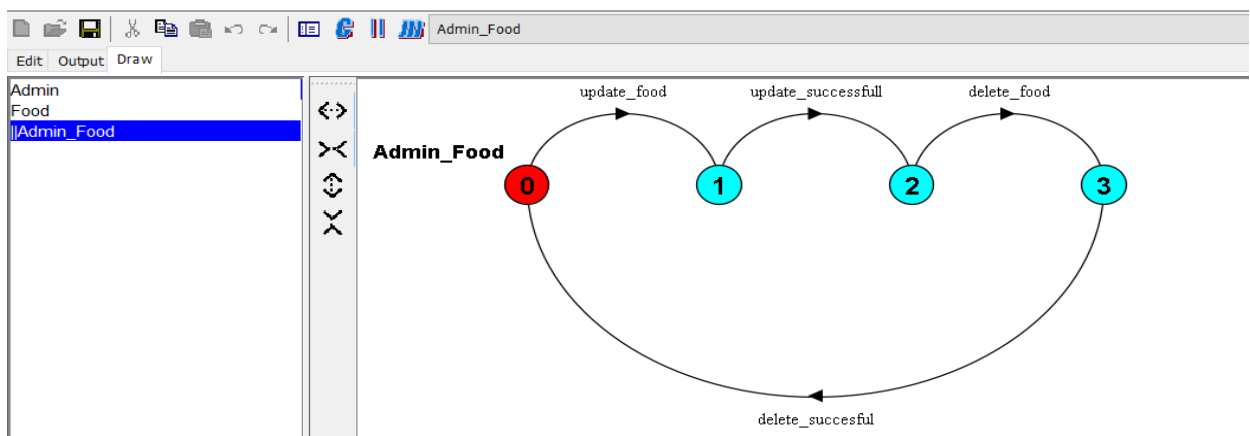 Admin_Food
Edit Output Draw
Admin
Food
||Admin_Food
update_food update_successfull delete_food
Admin_Food
0 1 2 3
delete_succesful